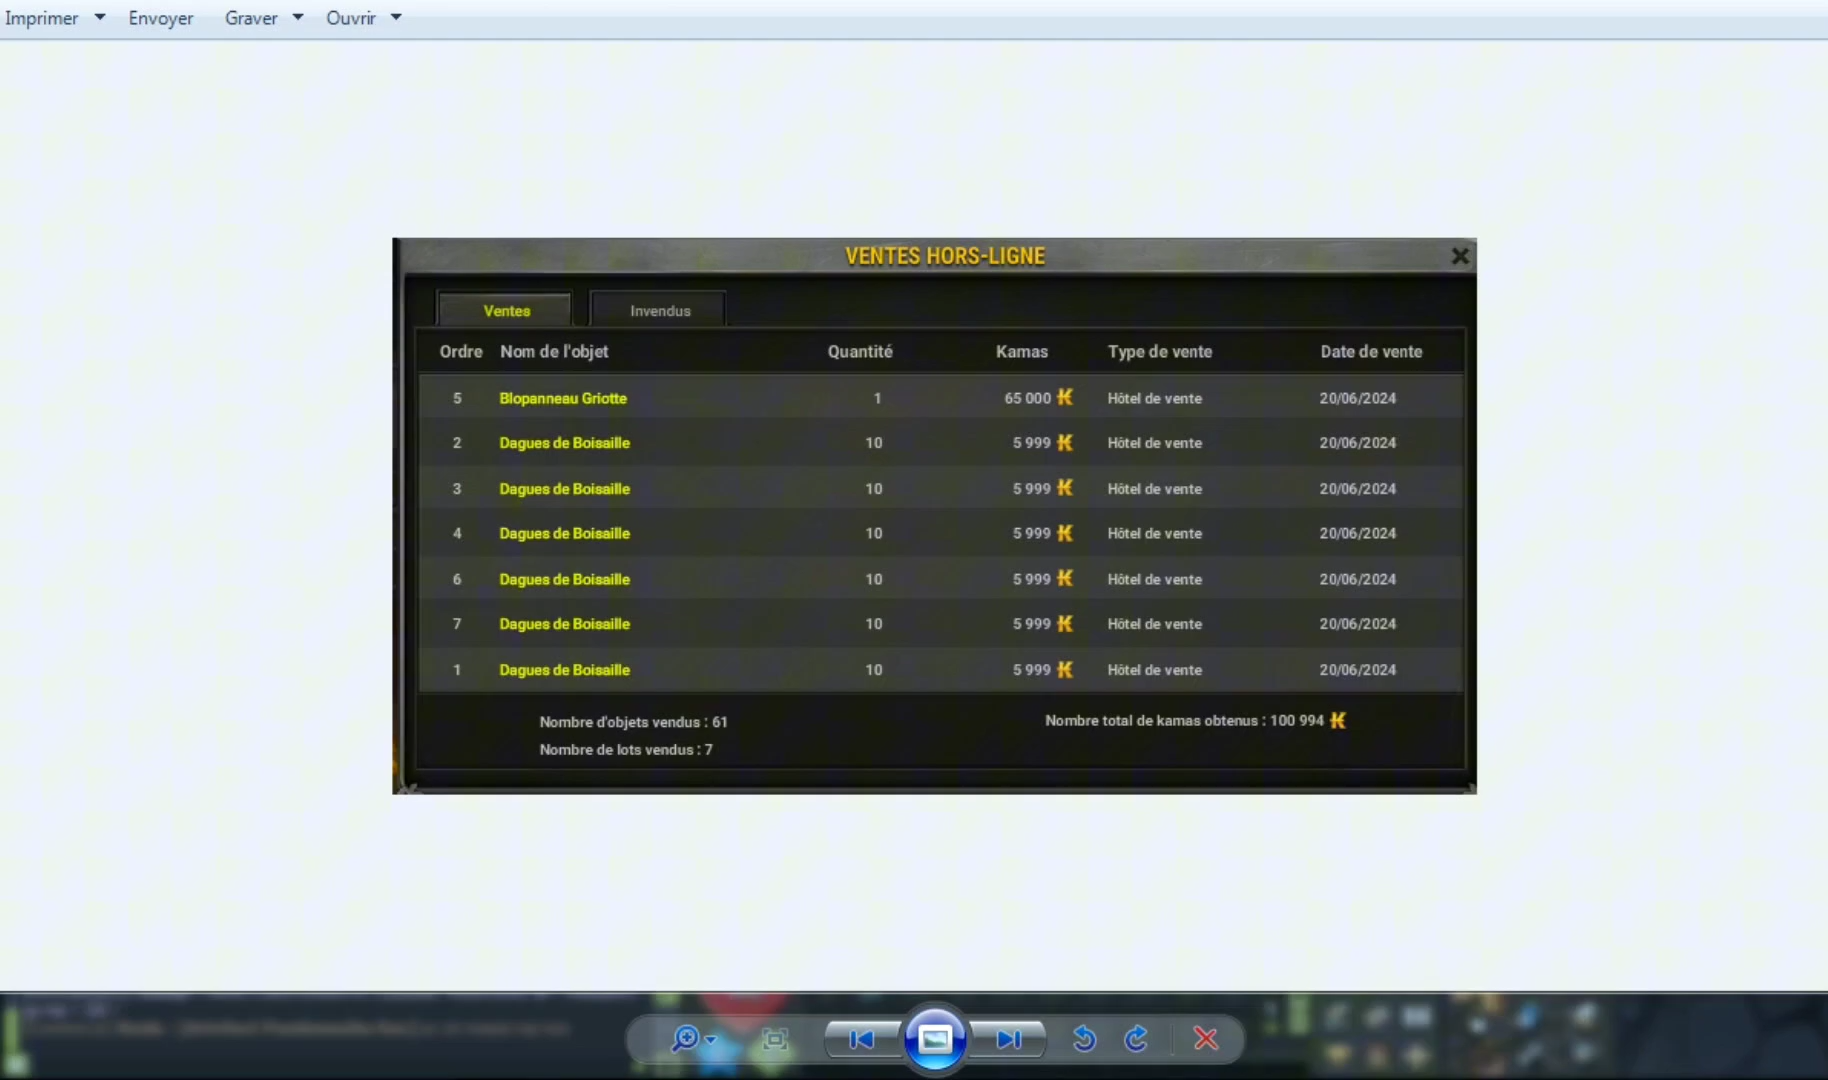 Imprimer Envoyer Graver Ouvrir
VENTES HORS-LIGNE
Ventes Invendus
Ordre Nom de l'objet Quantité Kamas Type de vente Date de vente
5 Blopanneau Griotte 1 65 000 Hôtel de vente 20/06/2024
2 Dagues de Boisaille 10 5 999 Hôtel de vente 20/06/2024
3 Dagues de Boisaille 10 5 999 Hôtel de vente 20/06/2024
4 Dagues de Boisaille 10 5 999 Hôtel de vente 20/06/2024
6 Dagues de Boisaille 10 5 999 Hôtel de vente 20/06/2024
7 Dagues de Boisaille 10 5 999 Hôtel de vente 20/06/2024
1 Dagues de Boisaille 10 5 999 Hôtel de vente 20/06/2024
Nombre d'objets vendus : 61 Nombre total de kamas obtenus : 100 994
Nombre de lots vendus : 7